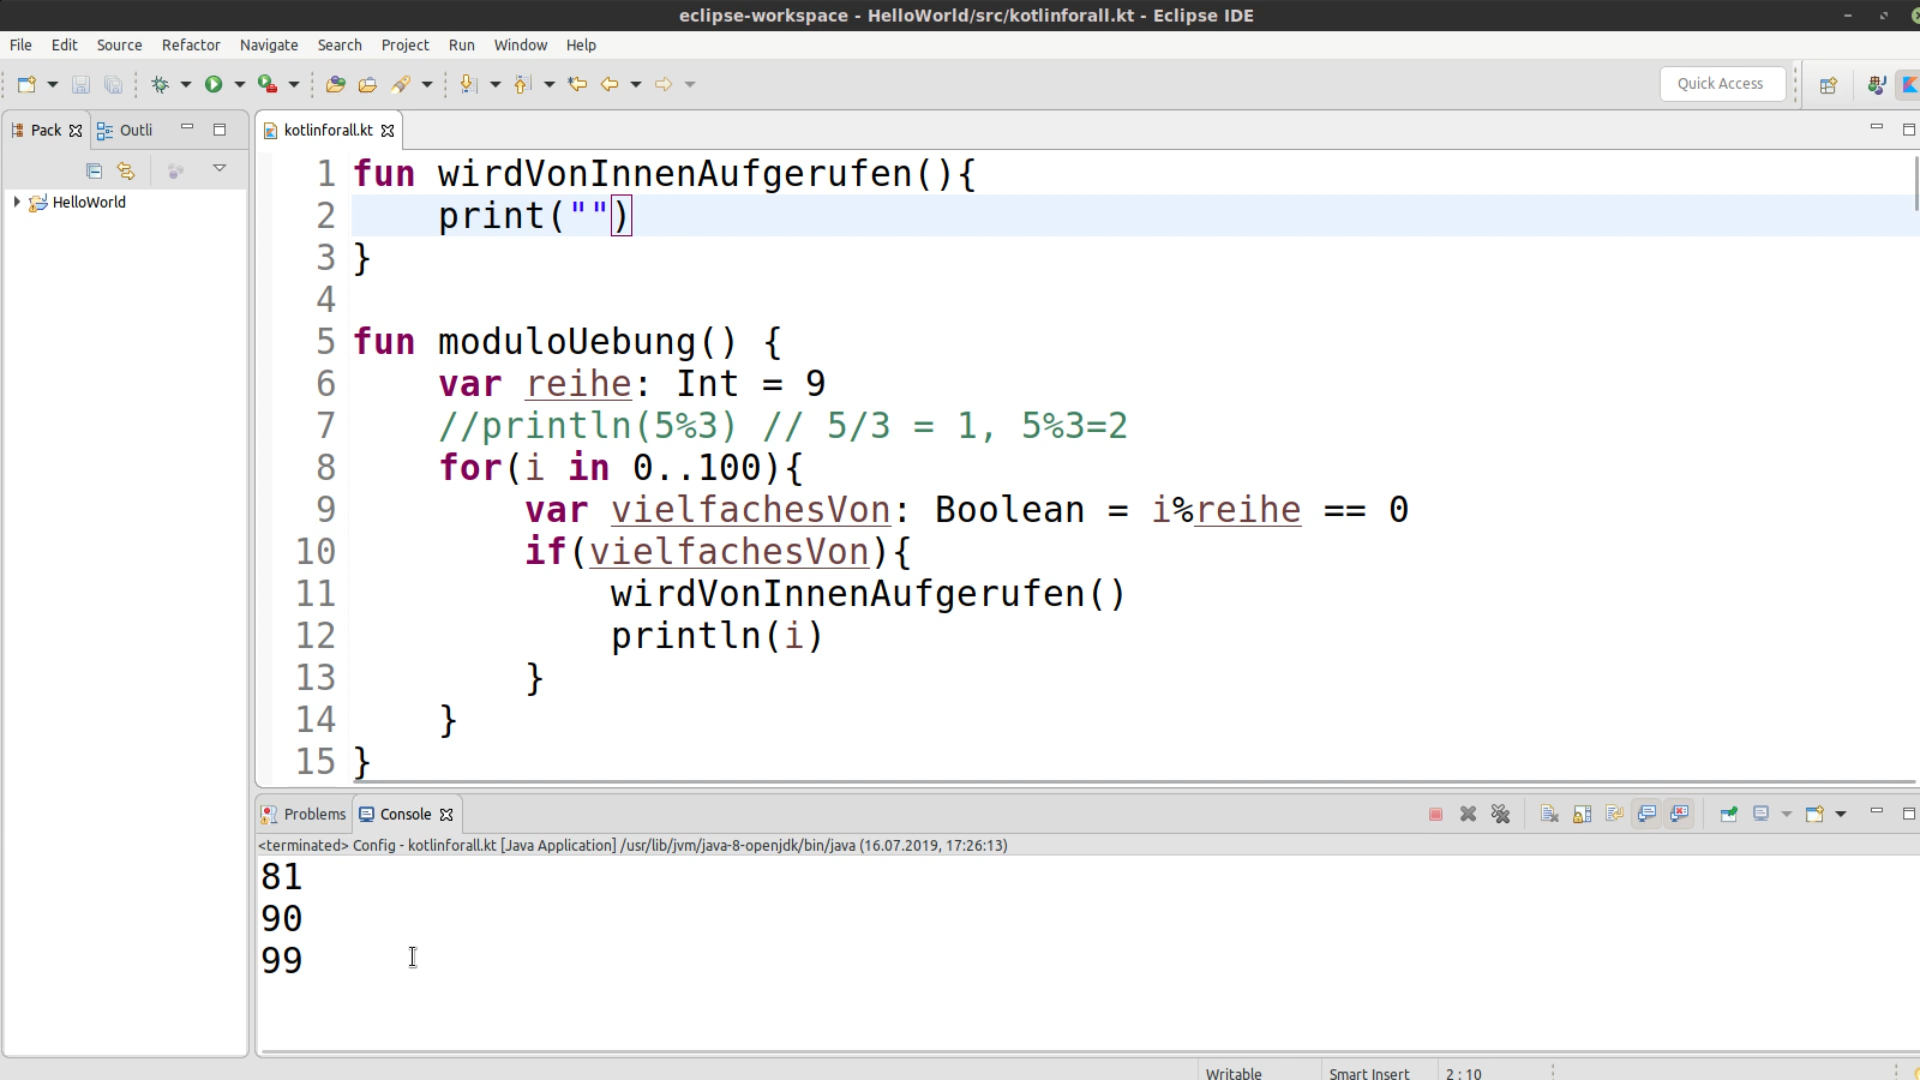 eclipse-workspace - HelloWorld/src/kotlinforall.kt - Eclipse IDE
File Edit Source Refactor Navigate Search Project Run Window Help
Quick Access
Pack Outli
HelloWorld
kotlinforall.kt
1 fun wirdVonInnenAufgerufen(){
2 print("")
3 }
4
5 fun moduloUebung() {
6 var reihe: Int = 9
7 //println(5%3) // 5/3 = 1, 5%3=2
8 for(i in 0..100){
9 var vielfachesVon: Boolean = i%reihe == 0
10 if(vielfachesVon){
11 wirdVonInnenAufgerufen()
12 println(i)
13 }
14 }
15 }
Problems Console
<terminated> Config - kotlinforall.kt [Java Application] /usr/lib/jvm/java-8-openjdk/bin/java (16.07.2019, 17:26:13)
81
90
99
Writable Smart Insert 2 : 10